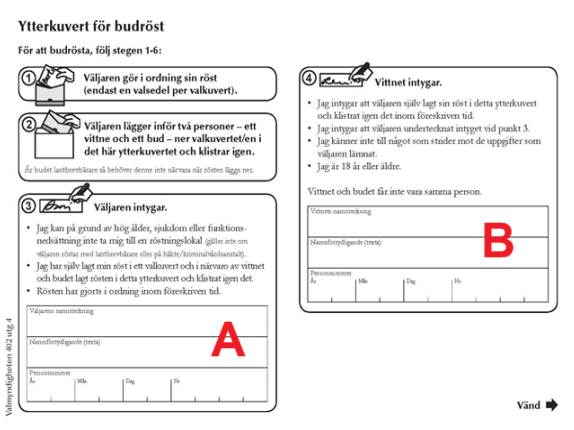 Ytterkuvert för budröst
För att budrösta, följ stegen 1-6:
1
Väljaren gör i ordning sin röst
(endast en valsedel per valkuvert).
2
Väljaren lägger inför två personer – ett
vittne och ett bud – ner valkuvertet/en i
det här ytterkuvertet och klistrar igen.
Är budet lantbrevbärare så behöver denne inte närvara när rösten läggs ner.
3
Väljaren intygar.
• Jag kan på grund av hög ålder, sjukdom eller funktions-
nedsättning inte ta mig till en röstningslokal (gäller inte om
väljaren röstar med lantbrevbärare eller på häkte/kriminalvårdsanstalt).
• Jag har själv lagt min röst i ett valkuvert och i närvaro av vittnet
och budet lagt rösten i detta ytterkuvert och klistrat igen det.
• Rösten har gjorts i ordning inom föreskriven tid.
Väljarens namnteckning
Namnförtydligande (texta)
A
Personnummer
År Mån Dag Nr
Valmyndigheten 402 utg 4
4
Vittnet intygar.
• Jag intygar att väljaren själv lagt sin röst i detta ytterkuvert
och klistrat igen det inom föreskriven tid.
• Jag intygar att väljaren undertecknat intyget vid punkt 3.
• Jag känner inte till något som strider mot de uppgifter som
väljaren lämnat.
• Jag är 18 år eller äldre.
Vittnet och budet får inte vara samma person.
Vittnets namnteckning
B
Namnförtydligande (texta)
Personnummer
År Mån Dag Nr
Vänd